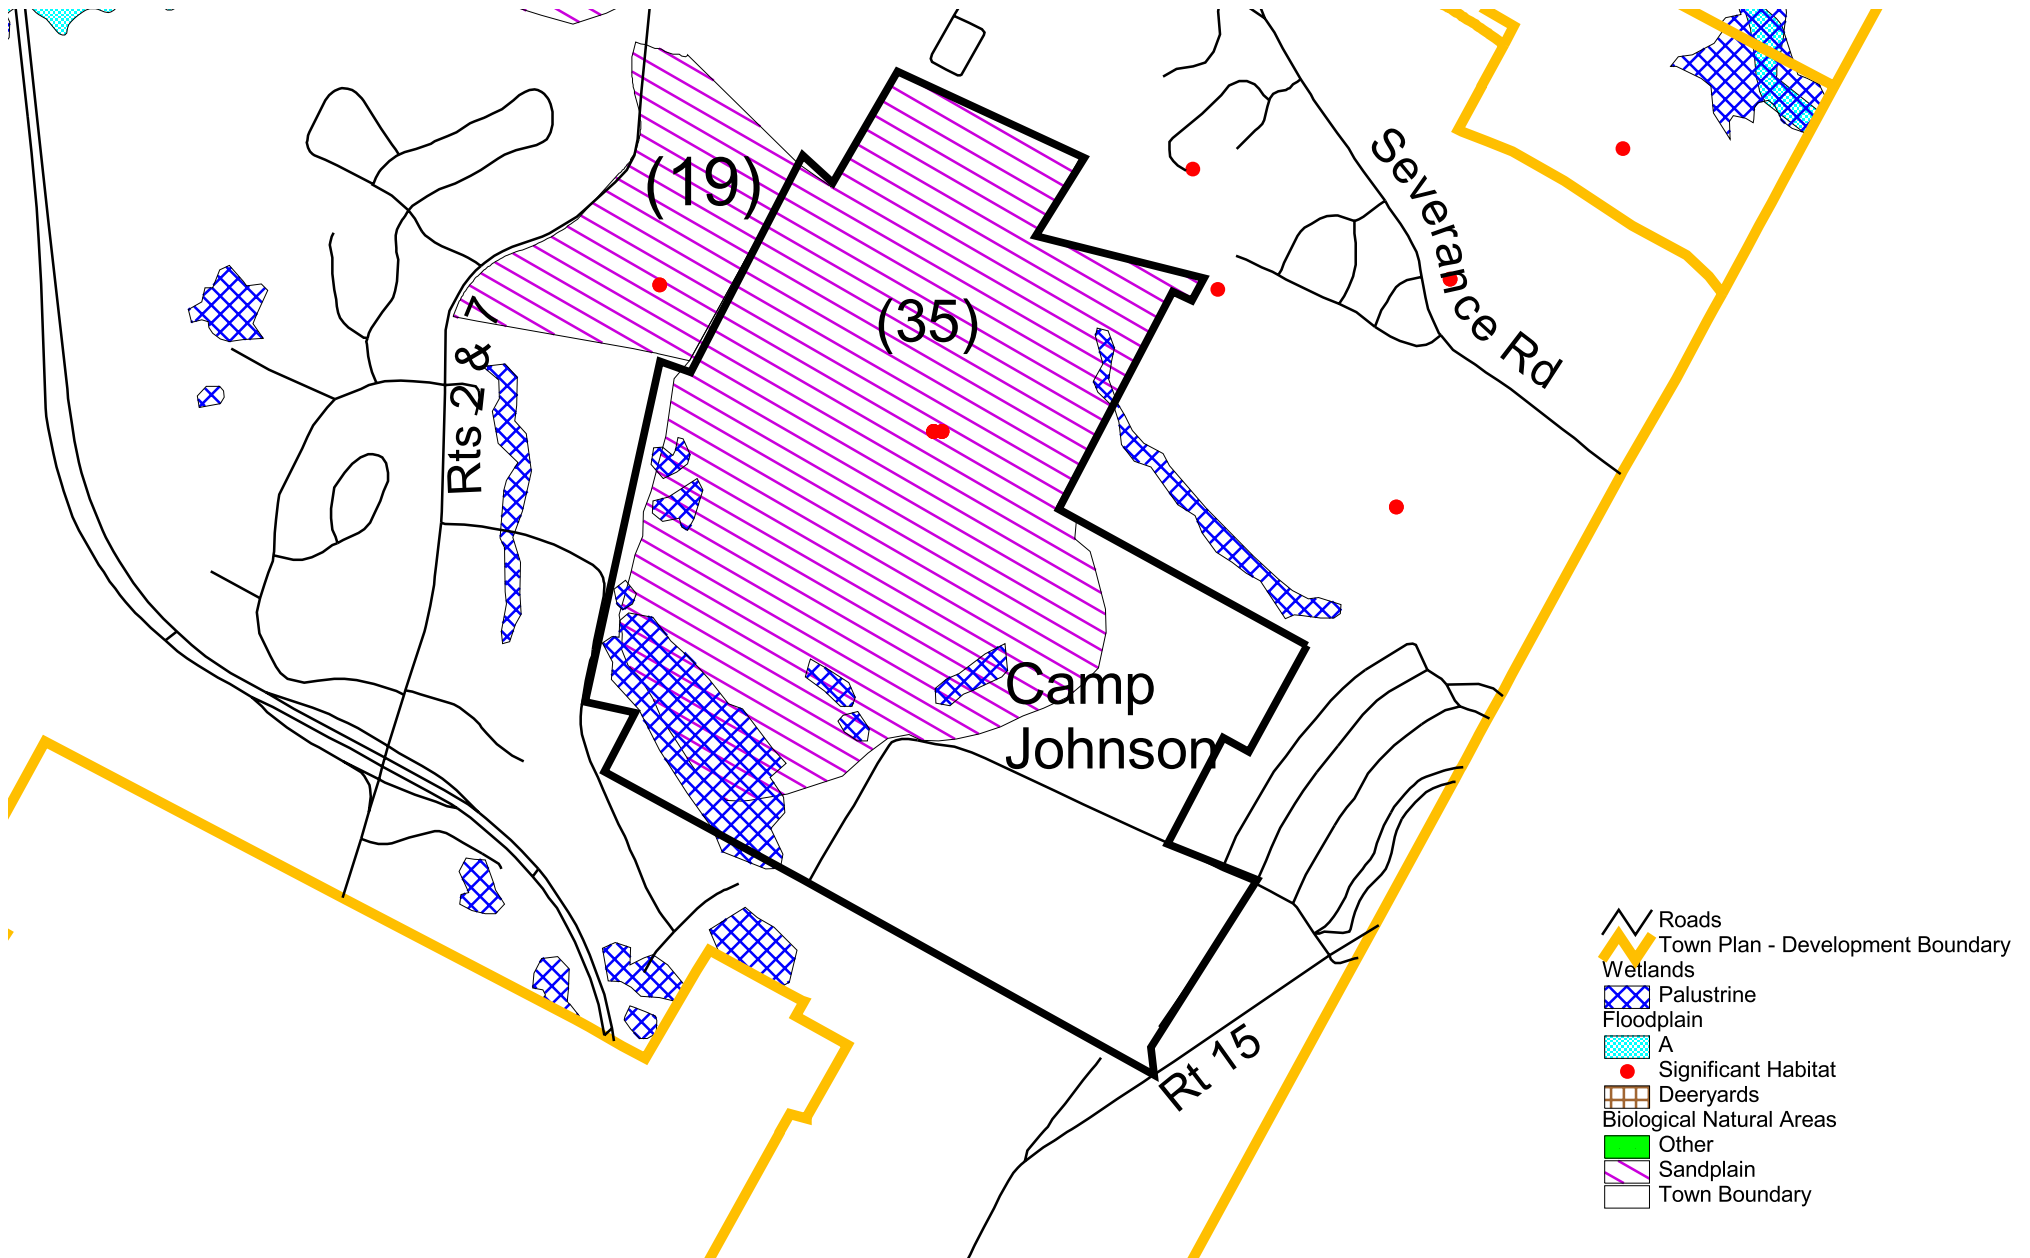 (19)
Severance Rd
(35)
Rts 2 & 7
Camp
Johnson
Rt 15
Roads
Town Plan - Development Boundary
Wetlands
Palustrine
Floodplain
A
Significant Habitat
Deeryards
Biological Natural Areas
Other
Sandplain
Town Boundary